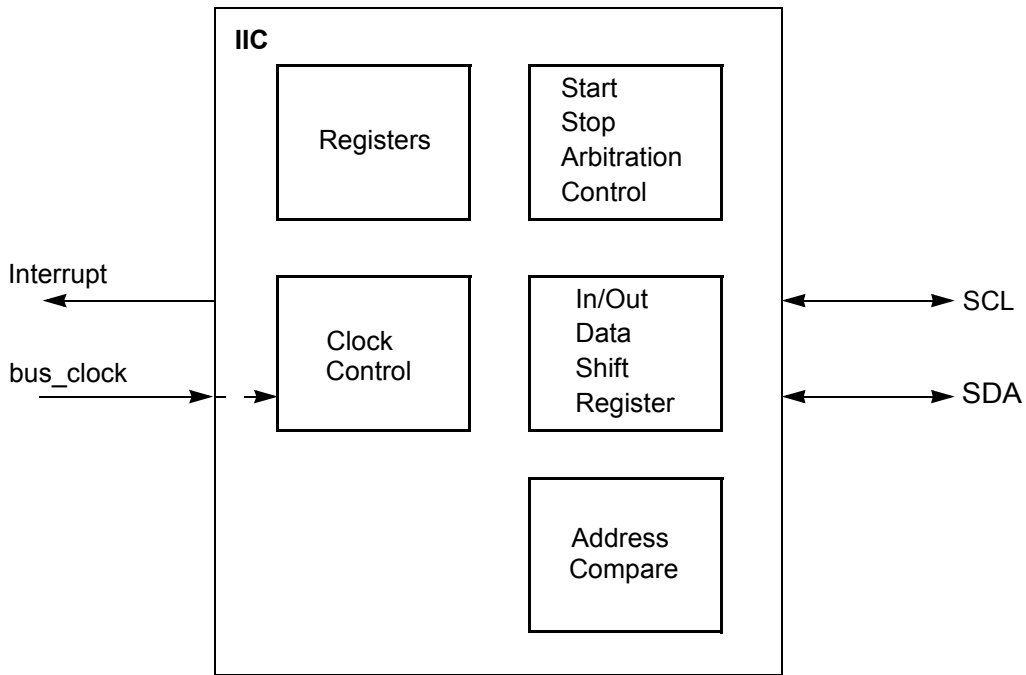 IIC
Registers
Start
Stop
Arbitration
Control
Interrupt
bus_clock
Clock
Control
In/Out
Data
Shift
Register
SCL
SDA
Address
Compare